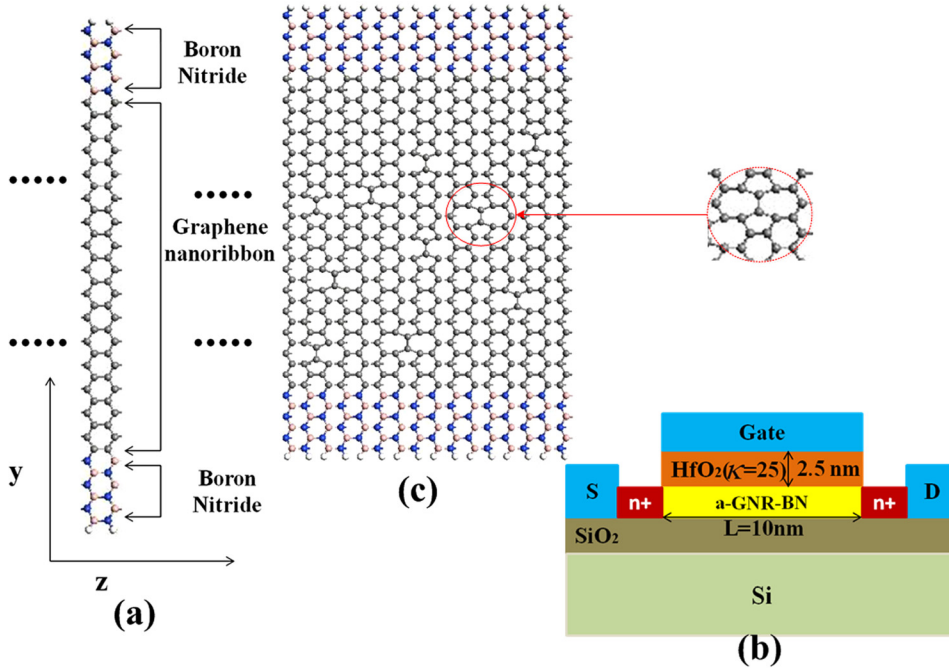 Boron
Nitride
Graphene
nanoribbon
Boron
Nitride
y
z
(a)
(c)
Gate
HfO₂(κ=25)
2.5 nm
S
n+
a-GNR-BN
n+
D
L=10nm
SiO₂
Si
(b)